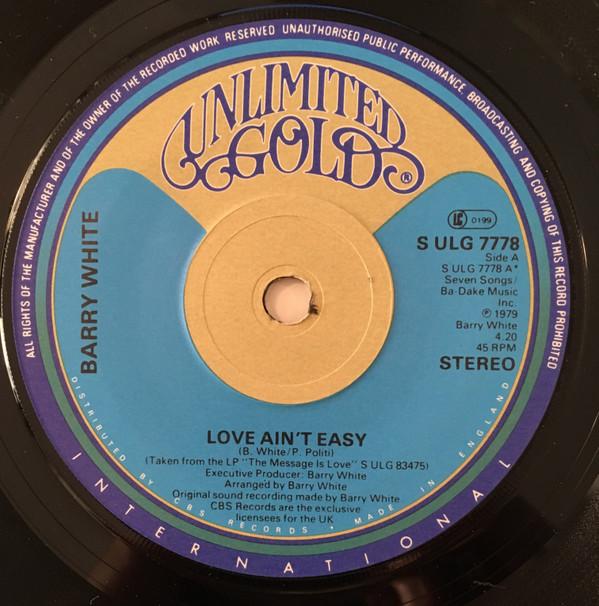 ALL RIGHTS OF THE MANUFACTURER AND OF THE OWNER OF THE RECORDED WORK RESERVED UNAUTHORISED PUBLIC PERFORMANCE, BROADCASTING AND COPYING OF THIS RECORD PROHIBITED
UNLIMITED
GOLD®
BARRY WHITE
LC 0199
S ULG 7778
Side A
S ULG 7778 A*
Seven Songs/
Ba-Dake Music
Inc.
℗ 1979
Barry White
4.20
45 RPM
STEREO
LOVE AIN'T EASY
(B. White/P. Politi)
(Taken from the LP "The Message Is Love" S ULG 83475)
Executive Producer: Barry White
Arranged by Barry White
Original sound recording made by Barry White
CBS Records are the exclusive
licensees for the UK
DISTRIBUTED BY CBS RECORDS * MADE IN ENGLAND
INTERNATIONAL